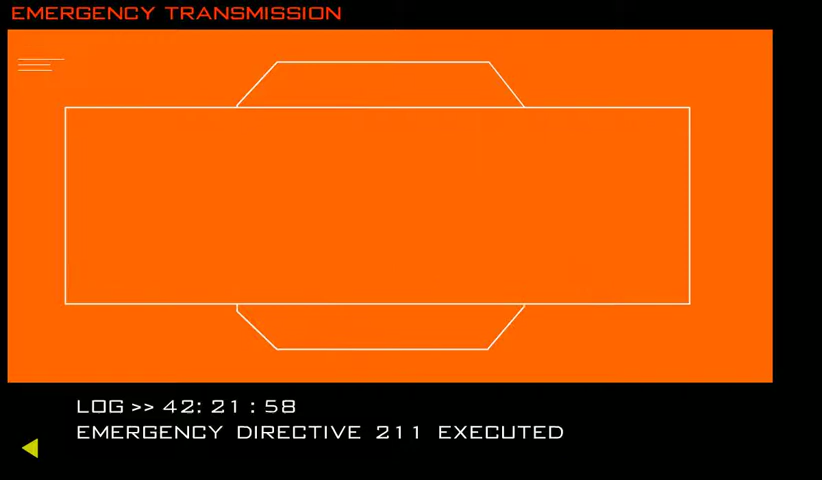 EMERGENCY TRANSMISSION
LOG >> 42: 21 : 58
EMERGENCY DIRECTIVE 211 EXECUTED